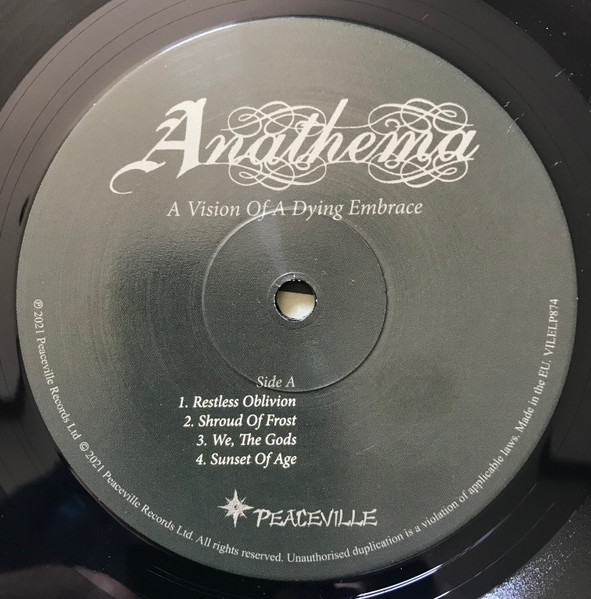 Anathema
A Vision Of A Dying Embrace
Side A
1. Restless Oblivion
2. Shroud Of Frost
3. We, The Gods
4. Sunset Of Age
PEACEVILLE
℗ 2021 Peaceville Records Ltd © 2021 Peaceville Records Ltd. All rights reserved. Unauthorised duplication is a violation of applicable laws. Made in the EU. VILELP874